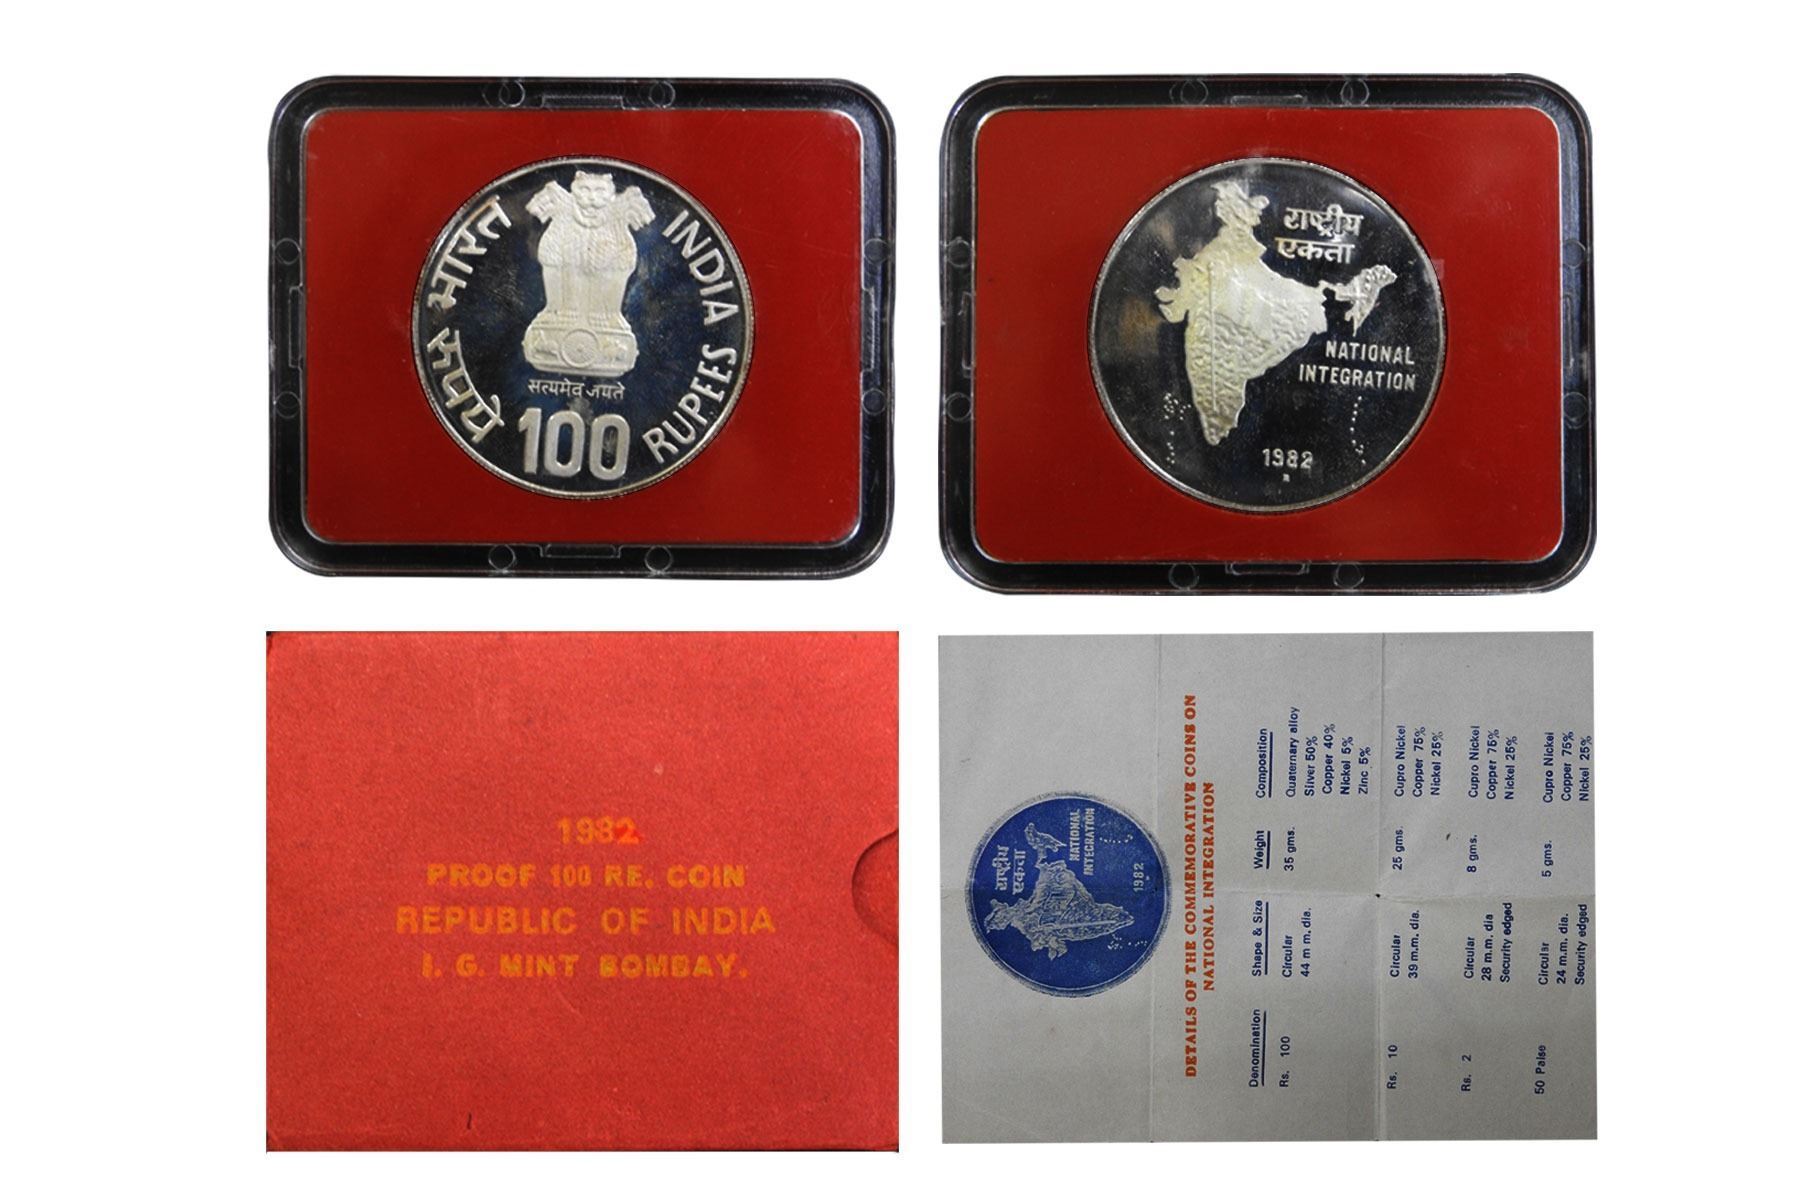 भारत
रुपये
INDIA
RUPEES
सत्यमेव जयते
100
राष्ट्रीय
एकता
NATIONAL
INTEGRATION
1982
1982
PROOF 100 RE. COIN
REPUBLIC OF INDIA
I. G. MINT BOMBAY.
राष्ट्रीय
एकता
NATIONAL
INTEGRATION
1982
DETAILS OF THE COMMEMORATIVE COINS ON
NATIONAL INTEGRATION
Denomination Shape & Size Weight Composition
Rs. 100 Circular 35 gms. Quaternary alloy
44 m m. dia. Silver 50%
Copper 40%
Nickel 5%
Zinc 5%
Rs. 10 Circular 25 gms. Cupro Nickel
39 m.m. dia. Copper 75%
Nickel 25%
Rs. 2 Circular 8 gms. Cupro Nickel
28 m.m. dia Copper 75%
Security edged Nickel 25%
50 Paise Circular 5 gms. Cupro Nickel
24 m.m. dia. Copper 75%
Security edged Nickel 25%